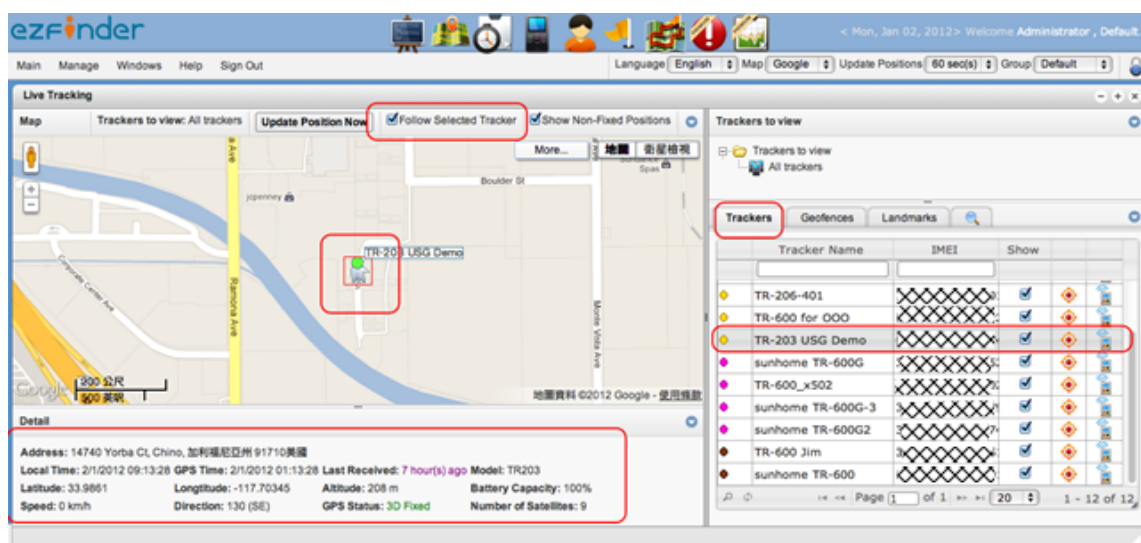 ezFinder
< Mon, Jan 02, 2012> Welcome Administrator , Default.
Main Manage Windows Help Sign Out
Language English Map Google Update Positions 60 sec(s) Group Default
Live Tracking
Map Trackers to view: All trackers Update Position Now Follow Selected Tracker Show Non-Fixed Positions
Trackers to view
Trackers to view
All trackers
More... 地圖 衛星檢視
Spas
Boulder St
jcpenney
TR-203 USG Demo
Corporate Center Ave
Ramona Ave
Monte Vista Ave
Google
200 公尺
500 英呎
地圖資料 ©2012 Google - 使用條款
Trackers Geofences Landmarks
Tracker Name IMEI Show
TR-206-401
TR-600 for OOO
TR-203 USG Demo
sunhome TR-600G
TR-600_x502
sunhome TR-600G-3
sunhome TR-600G2
TR-600 Jim
sunhome TR-600
Page 1 of 1 20 1 - 12 of 12
Detail
Address: 14740 Yorba Ct, Chino, 加利福尼亞州 91710美國
Local Time: 2/1/2012 09:13:28 GPS Time: 2/1/2012 01:13:28 Last Received: 7 hour(s) ago Model: TR203
Latitude: 33.9861 Longtitude: -117.70345 Altitude: 208 m Battery Capacity: 100%
Speed: 0 kmh Direction: 130 (SE) GPS Status: 3D Fixed Number of Satellites: 9